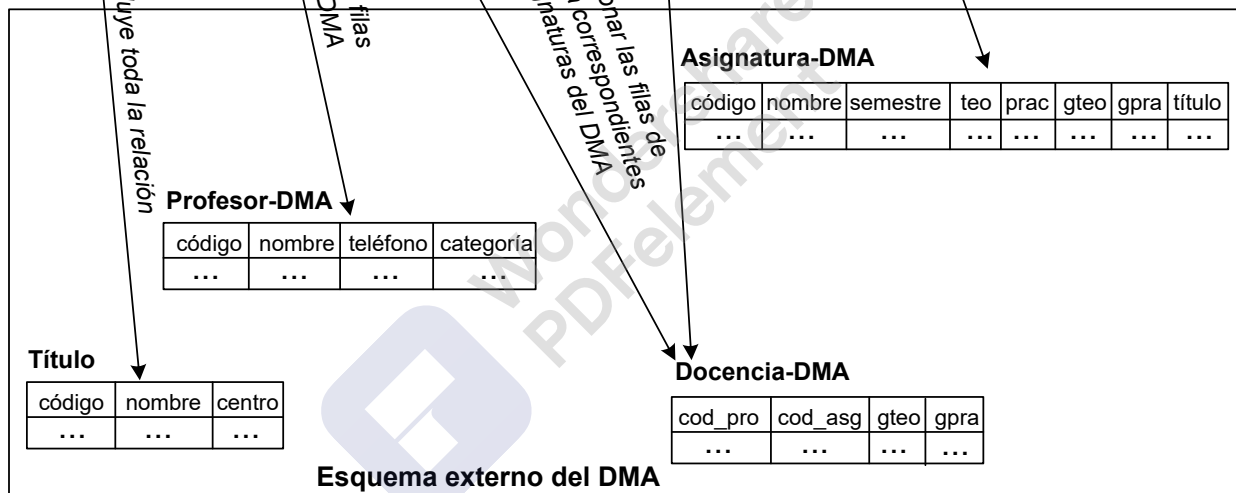 uye toda la relación
filas
DMA
onar las filas de
a correspondientes
naturas del DMA
Asignatura-DMA
código nombre semestre teo prac gteo gpra título
... ... ... ... ... ... ... ...
Profesor-DMA
código nombre teléfono categoría
... ... ... ...
Título
código nombre centro
... ... ...
Docencia-DMA
cod_pro cod_asg gteo gpra
... ... ... ...
Esquema externo del DMA
Wondershare
PDFelement